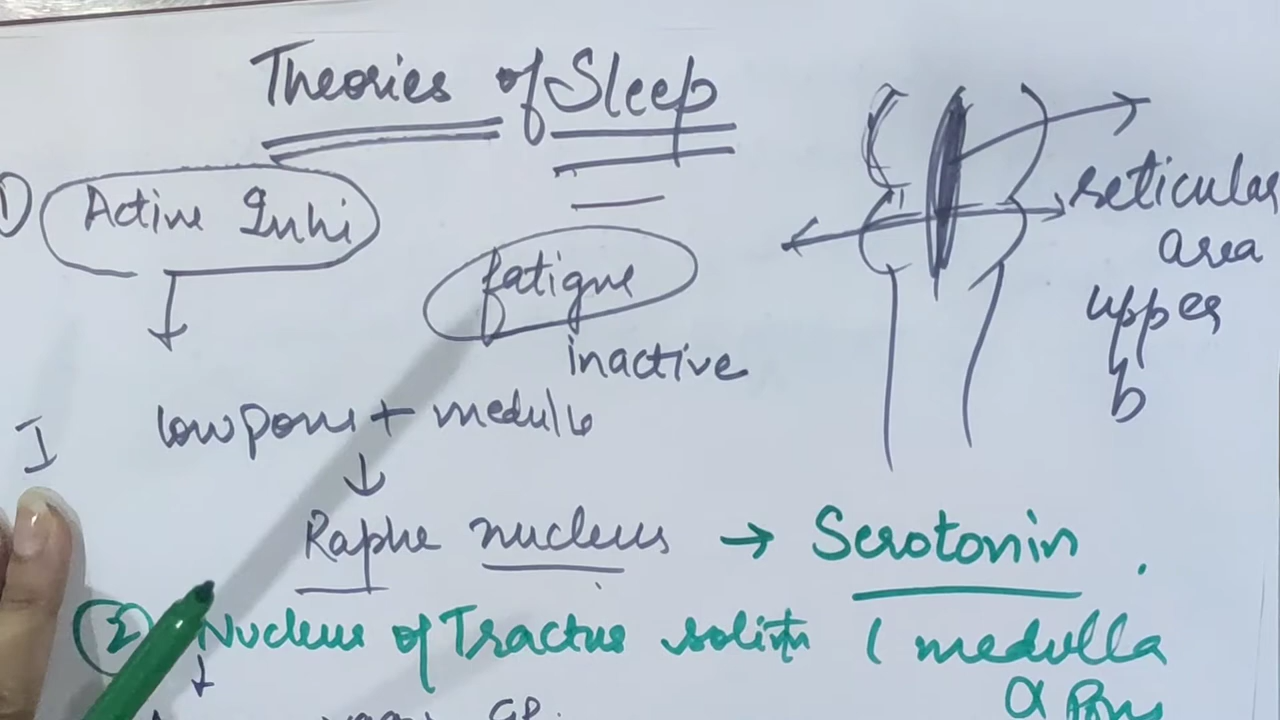 Theories of Sleep
1) Active Inhi
fatigue
inactive
low pons + medulla
I
Raphe nucleus → Serotonin
2) Nucleus of Tractus
(medulla
& Pons
reticular
area
upper
b